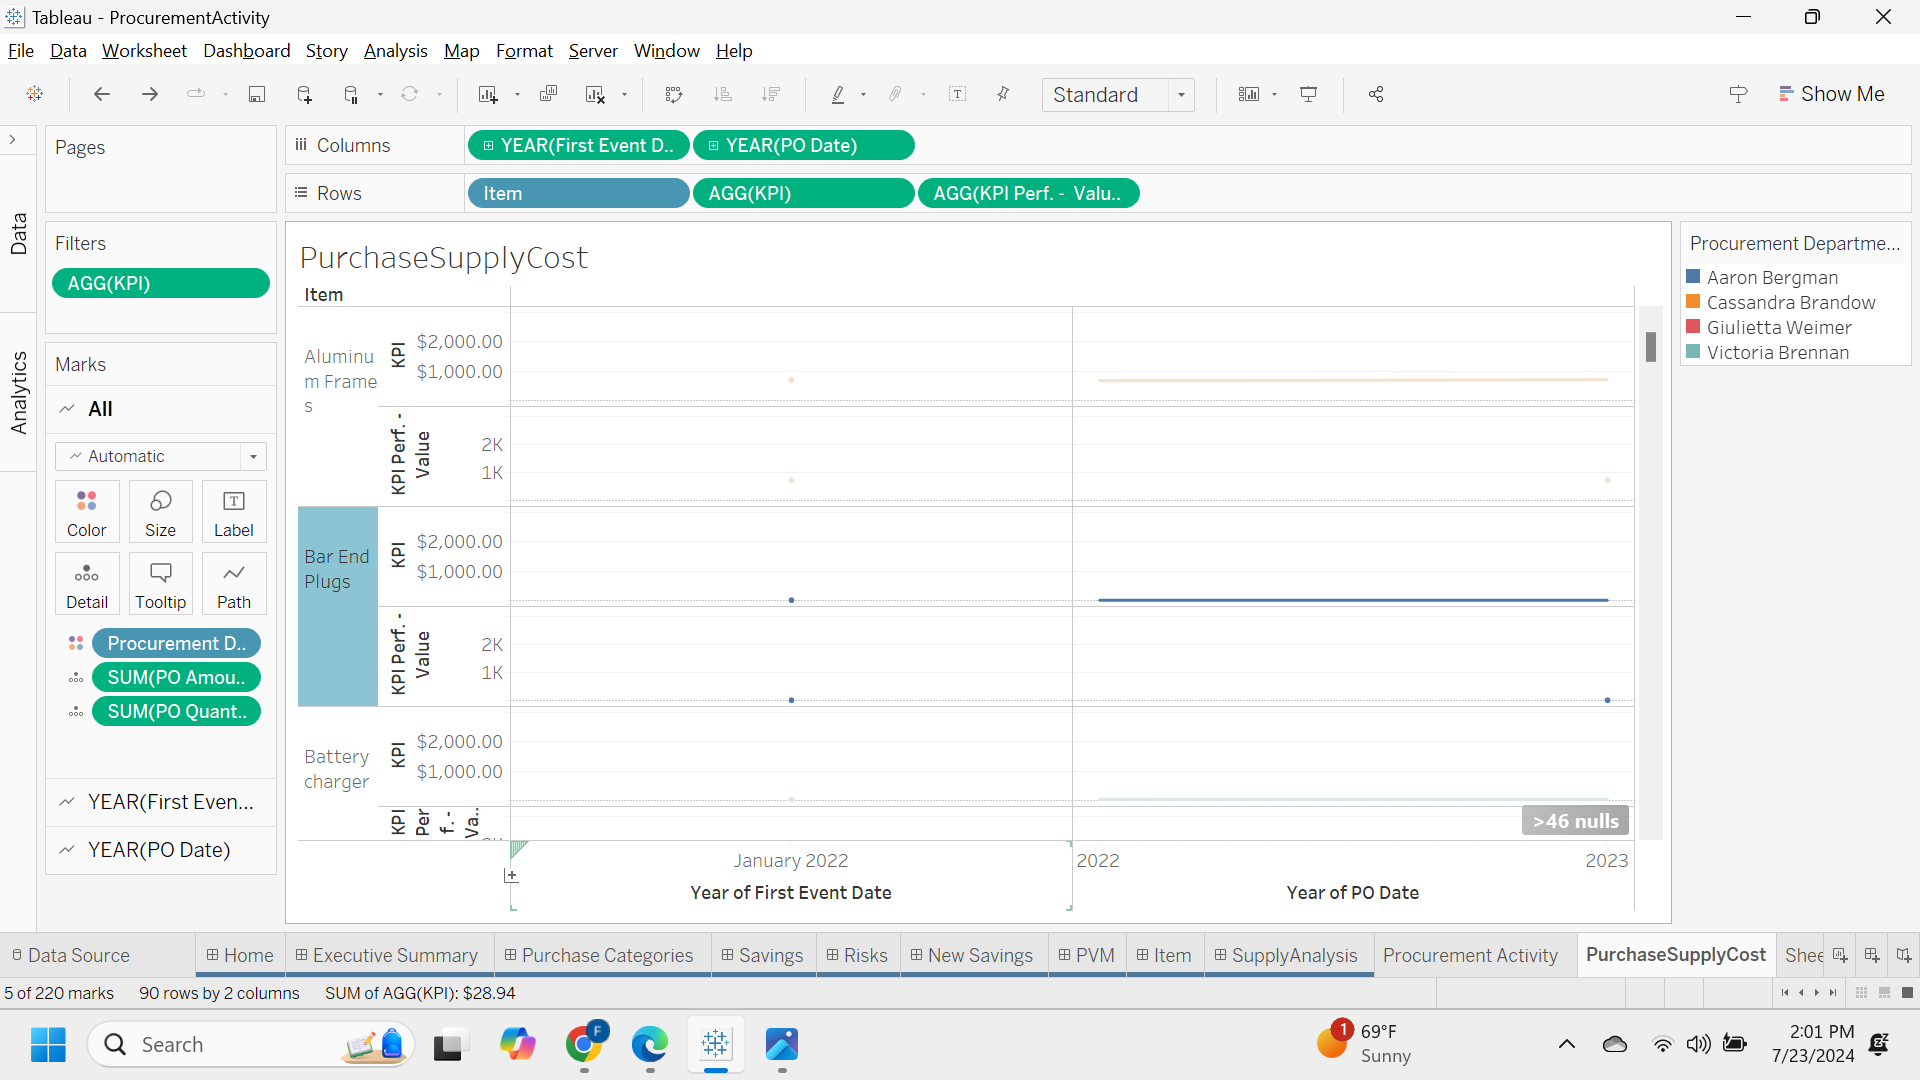 Tableau - ProcurementActivity
File Data Worksheet Dashboard Story Analysis Map Format Server Window Help
Standard
Show Me
Pages
Columns
YEAR(First Event D..
YEAR(PO Date)
Rows
Item
AGG(KPI)
AGG(KPI Perf. - Valu..
Data
Analytics
Filters
AGG(KPI)
Marks
All
Automatic
Color
Size
Label
Detail
Tooltip
Path
Procurement D..
SUM(PO Amou..
SUM(PO Quant..
YEAR(First Even...
YEAR(PO Date)
PurchaseSupplyCost
Item
Aluminu
m Frame
s
KPI
$2,000.00
$1,000.00
KPI Perf. -
Value
2K
1K
Bar End
Plugs
KPI
$2,000.00
$1,000.00
KPI Perf. -
Value
2K
1K
Battery
charger
KPI
$2,000.00
$1,000.00
KPI
Per
f. -
Va..
>46 nulls
January 2022
2022
2023
Year of First Event Date
Year of PO Date
Procurement Departme...
Aaron Bergman
Cassandra Brandow
Giulietta Weimer
Victoria Brennan
Data Source
Home
Executive Summary
Purchase Categories
Savings
Risks
New Savings
PVM
Item
SupplyAnalysis
Procurement Activity
PurchaseSupplyCost
Shee
5 of 220 marks
90 rows by 2 columns
SUM of AGG(KPI): $28.94
Search
F
1
69°F
Sunny
2:01 PM
7/23/2024